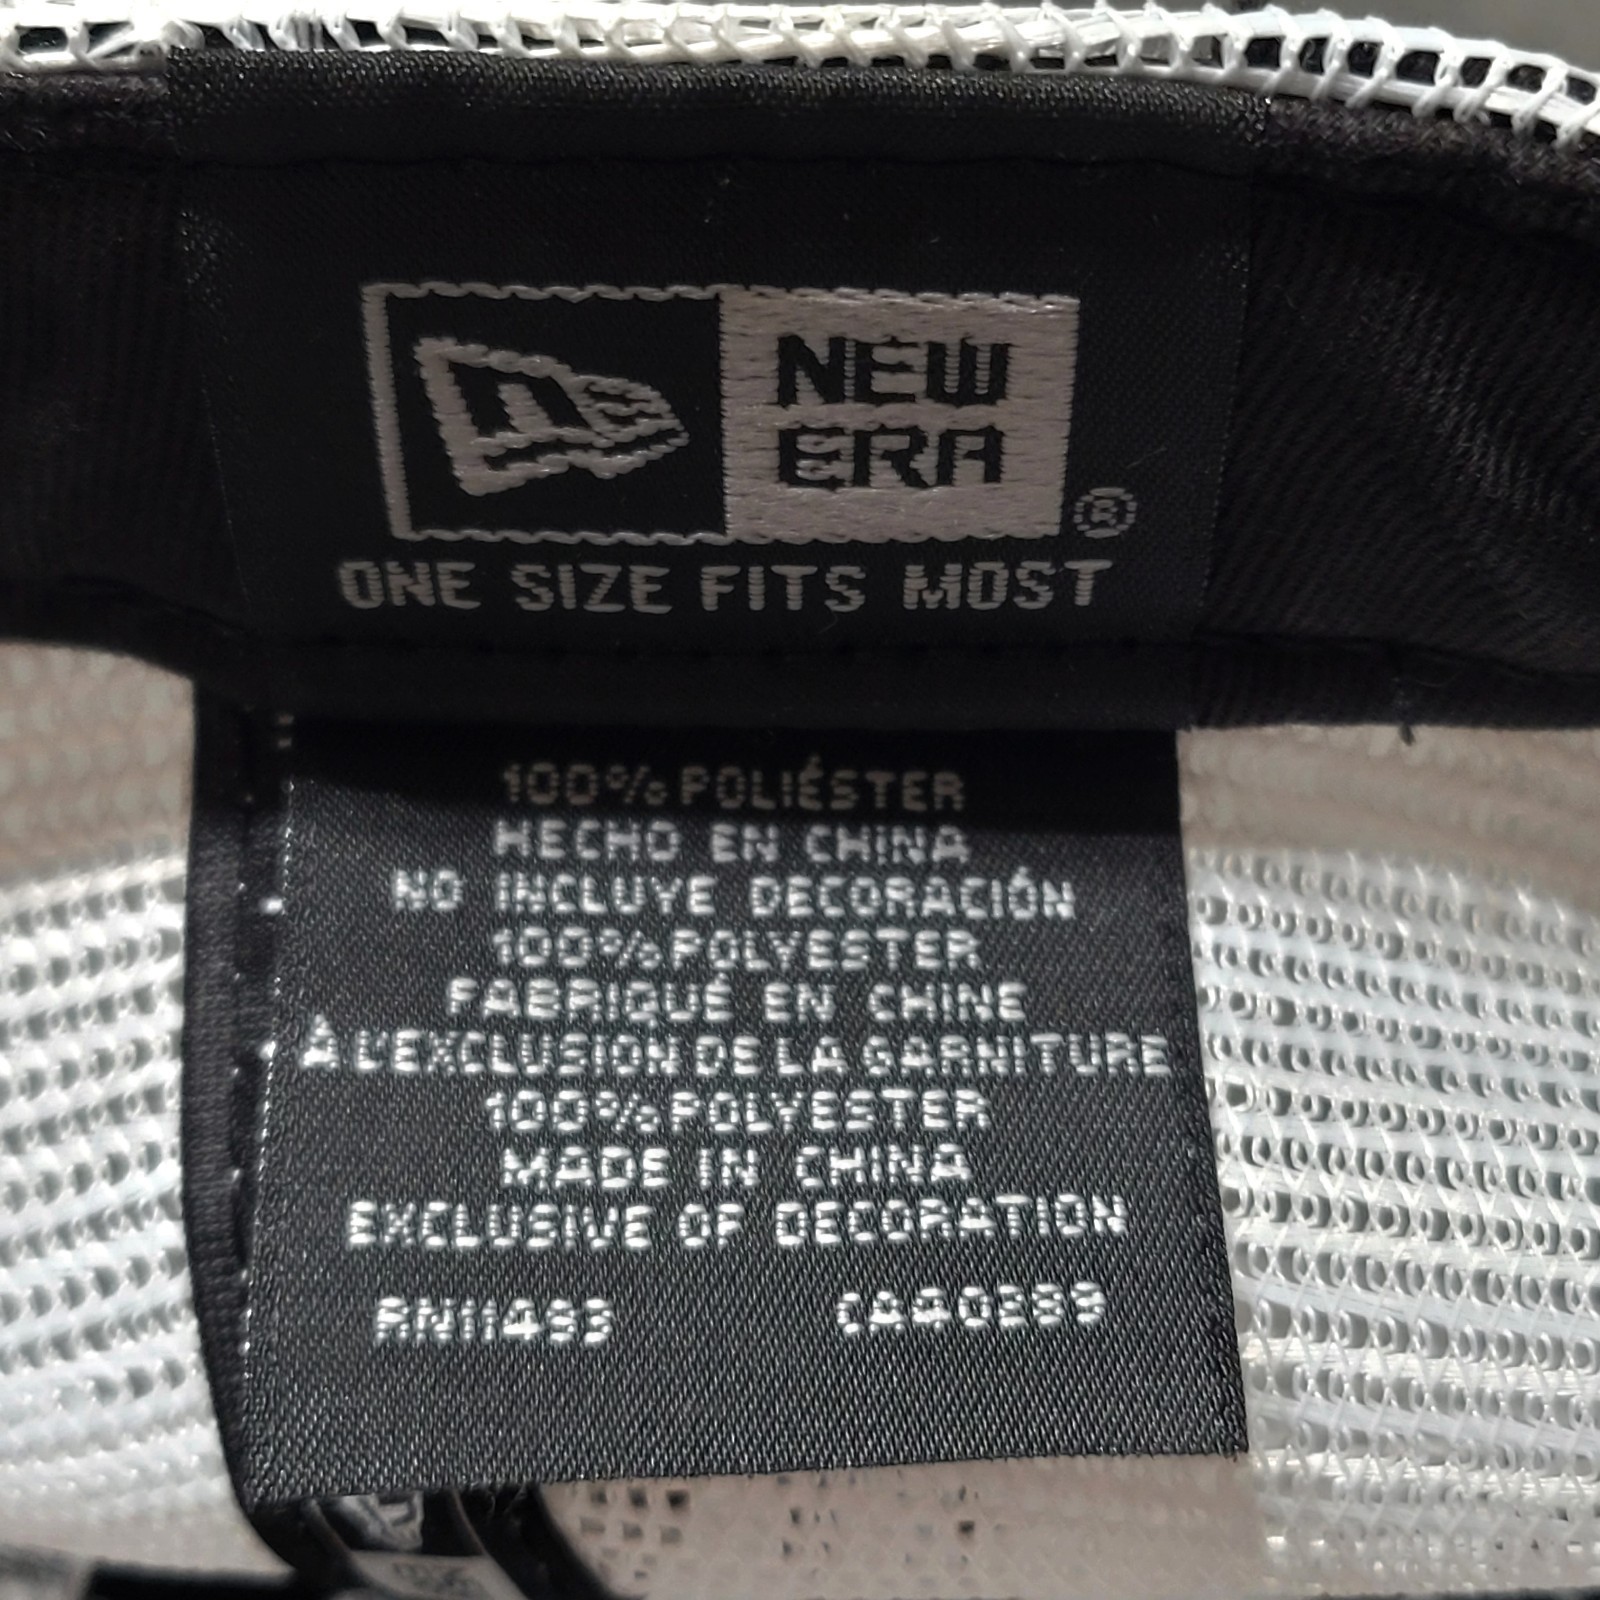 NEW
ERA
®
ONE SIZE FITS MOST
100% POLIÉSTER
HECHO EN CHINA
NO INCLUYE DECORACIÓN
100% POLYESTER
FABRIQUÉ EN CHINE
À L'EXCLUSION DE LA GARNITURE
100% POLYESTER
MADE IN CHINA
EXCLUSIVE OF DECORATION
RN11493 CA40289